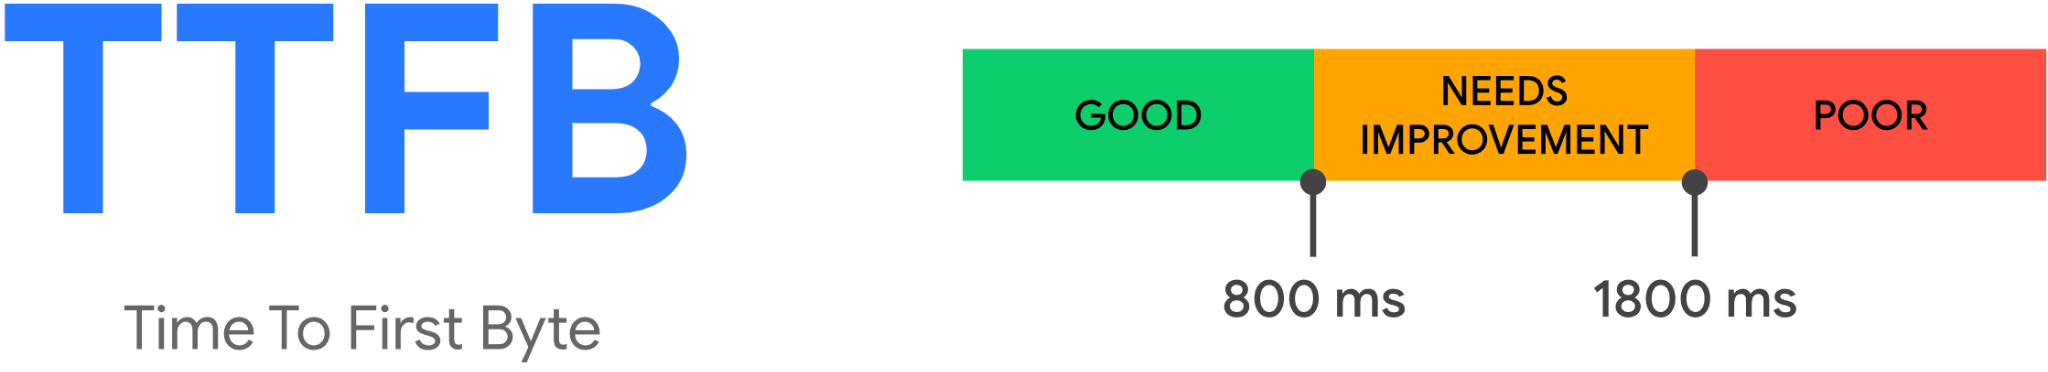 TTFB
Time To First Byte
GOOD
NEEDS
IMPROVEMENT
POOR
800 ms
1800 ms